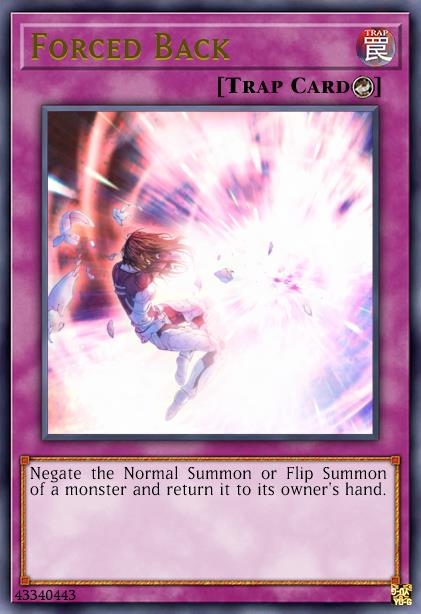 Forced Back
TRAP
罠
[Trap Card]
Negate the Normal Summon or Flip Summon
of a monster and return it to its owner's hand.
43340443